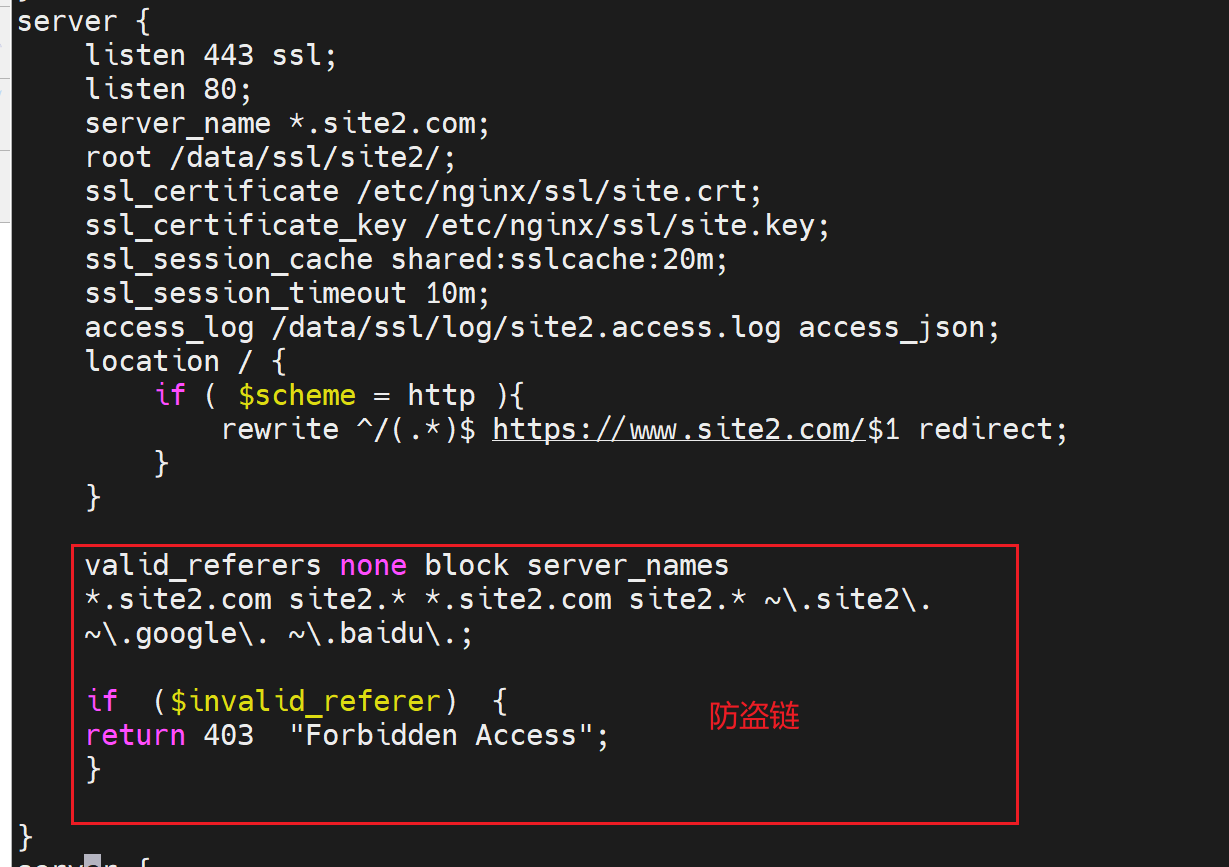 server {
listen 443 ssl;
listen 80;
server_name *.site2.com;
root /data/ssl/site2/;
ssl_certificate /etc/nginx/ssl/site.crt;
ssl_certificate_key /etc/nginx/ssl/site.key;
ssl_session_cache shared:sslcache:20m;
ssl_session_timeout 10m;
access_log /data/ssl/log/site2.access.log access_json;
location / {
if ( $scheme = http ){
rewrite ^/(.*)$ https://www.site2.com/$1 redirect;
}
}
valid_referers none block server_names
*.site2.com site2.* *.site2.com site2.* ~\.site2\.
~\.google\. ~\.baidu\.;
if  ($invalid_referer)  {
return 403  "Forbidden Access";
防盗链
}
}